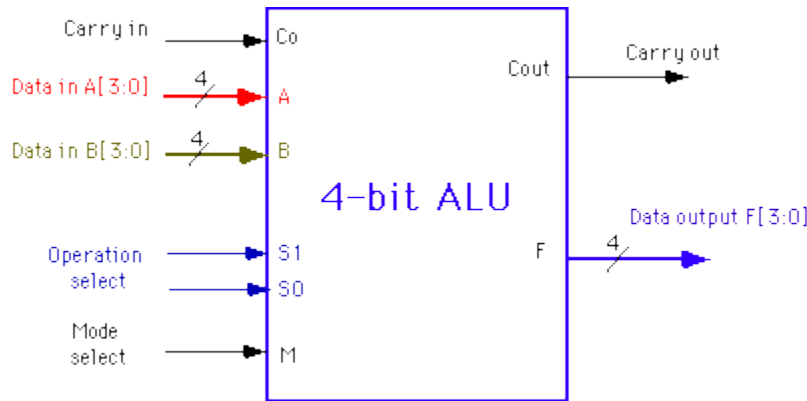 Carry in
Co
Data in A[3:0]
4
A
Data in B[3:0]
4
B
4-bit ALU
Operation
select
S1
S0
Mode
select
M
Cout
Carry out
F
4
Data output F[3:0]